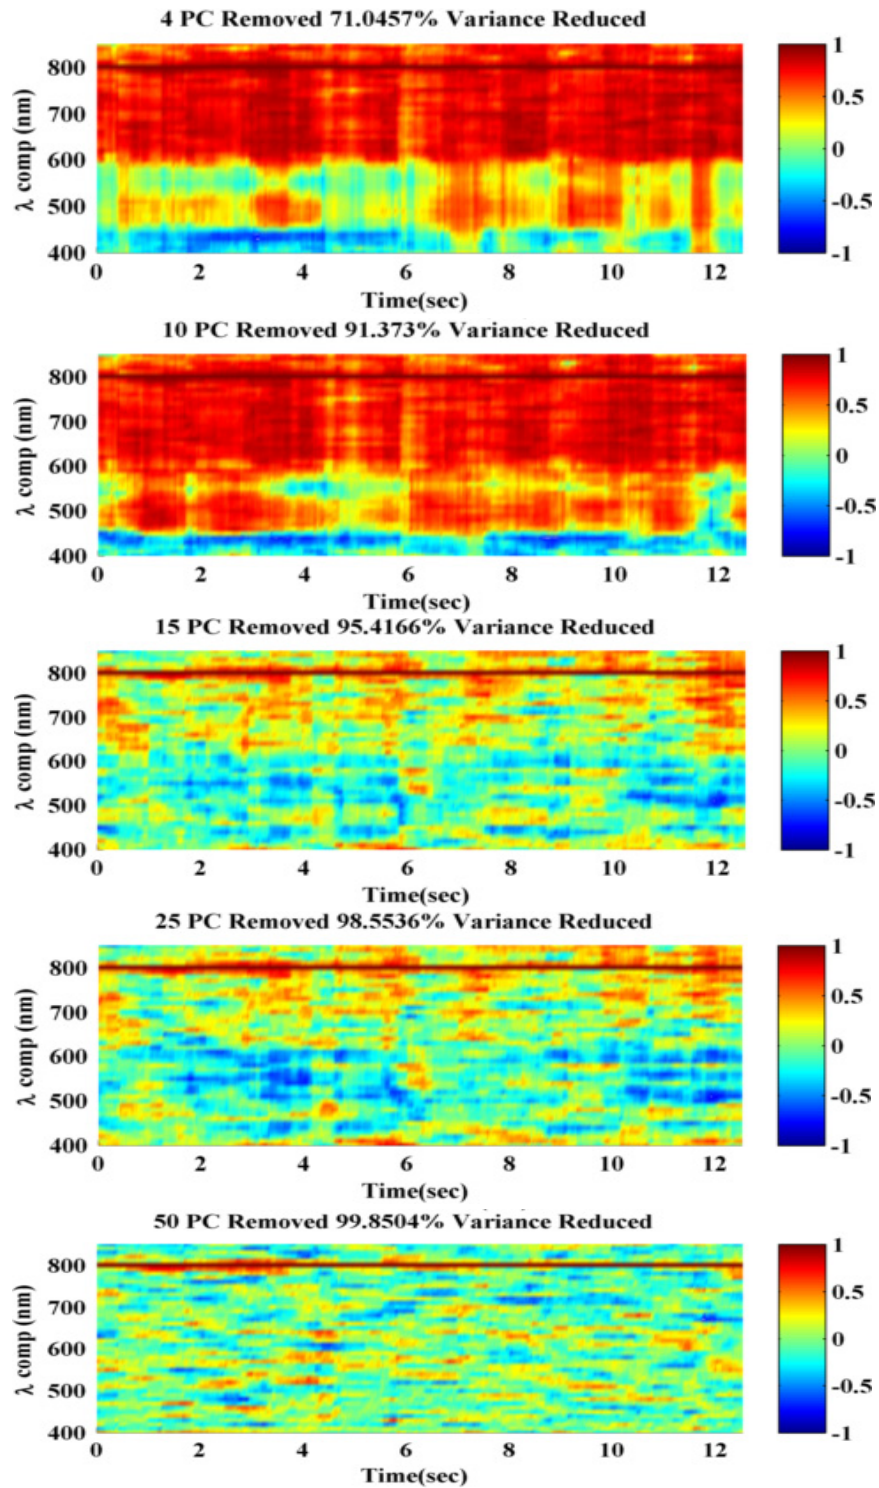 4 PC Removed 71.0457% Variance Reduced
λ comp (nm)
800
700
600
500
400
0 2 4 6 8 10 12
Time(sec)
1
0.5
0
-0.5
-1
10 PC Removed 91.373% Variance Reduced
λ comp (nm)
800
700
600
500
400
0 2 4 6 8 10 12
Time(sec)
1
0.5
0
-0.5
-1
15 PC Removed 95.4166% Variance Reduced
λ comp (nm)
800
700
600
500
400
0 2 4 6 8 10 12
Time(sec)
1
0.5
0
-0.5
-1
25 PC Removed 98.5536% Variance Reduced
λ comp (nm)
800
700
600
500
400
0 2 4 6 8 10 12
Time(sec)
1
0.5
0
-0.5
-1
50 PC Removed 99.8504% Variance Reduced
λ comp (nm)
800
700
600
500
400
0 2 4 6 8 10 12
Time(sec)
1
0.5
0
-0.5
-1